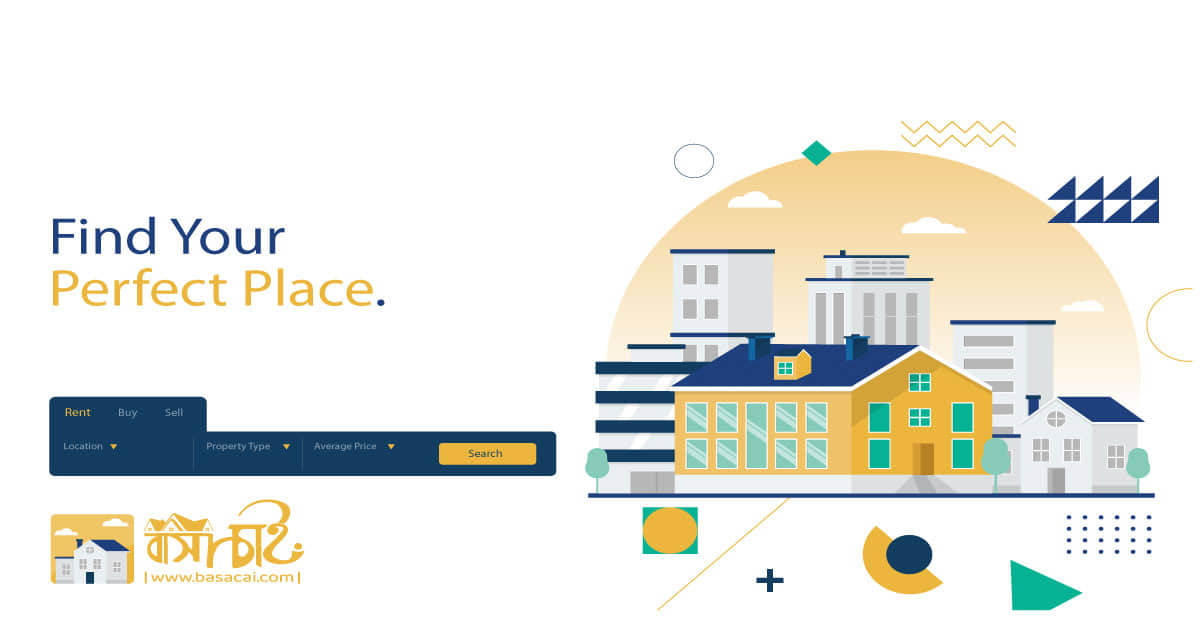 Find Your
Perfect Place.
Rent Buy Sell
Location Property Type Average Price Search
বাসা চাই
|www.basacai.com|